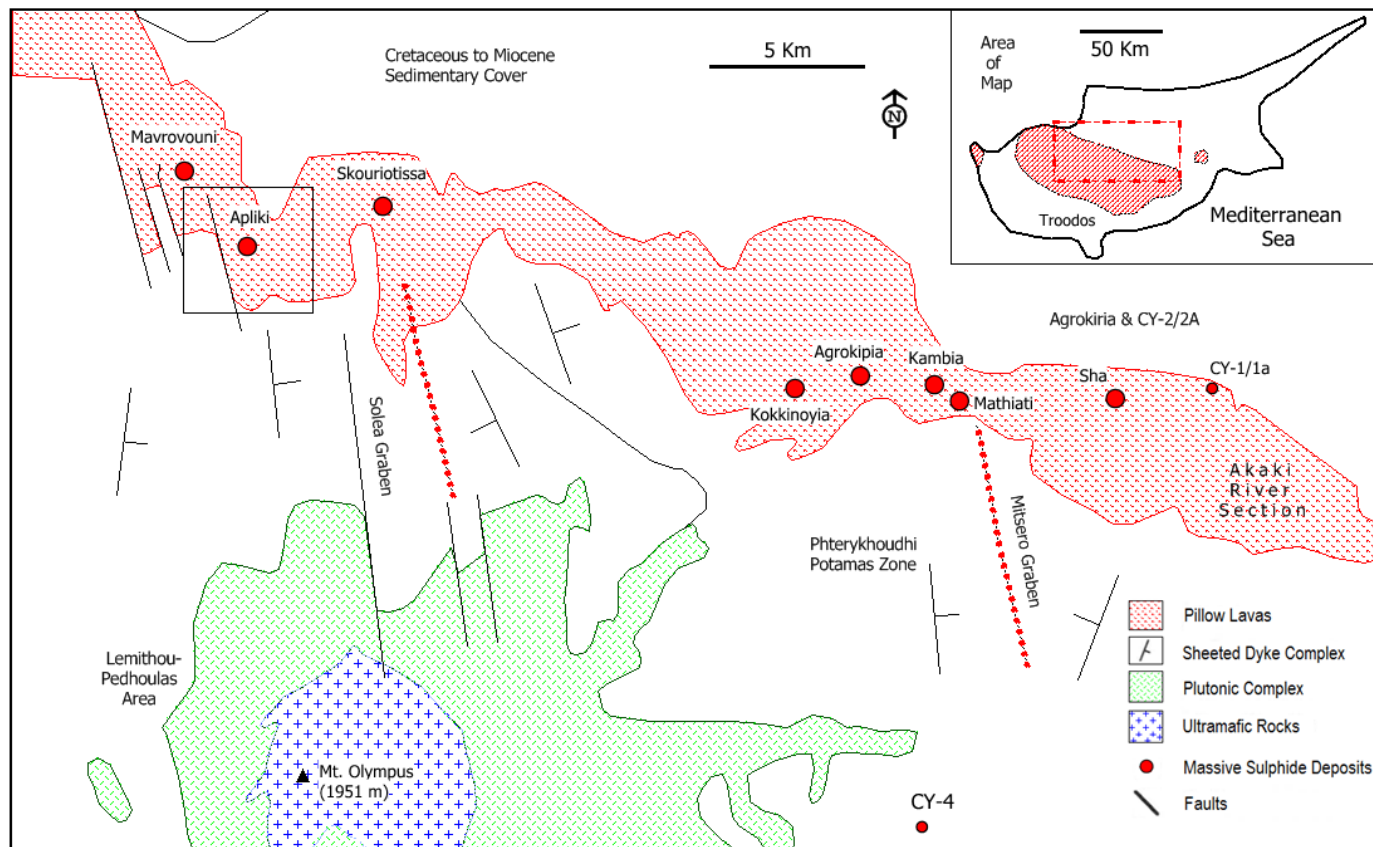 Cretaceous to Miocene
Sedimentary Cover
5 Km
N
Area
of
Map
50 Km
Troodos
Mediterranean
Sea
Mavrovouni
Apliki
Skouriotissa
Agrokiria & CY-2/2A
Agrokipia
Kambia
Sha
CY-1/1a
Kokkinoyia
Mathiati
Solea Graben
Akaki
River
Section
Mitsero Graben
Phterykhoudhi
Potamas Zone
Lemithou-
Pedhoulas
Area
Mt. Olympus
(1951 m)
CY-4
Pillow Lavas
Sheeted Dyke Complex
Plutonic Complex
Ultramafic Rocks
Massive Sulphide Deposits
Faults